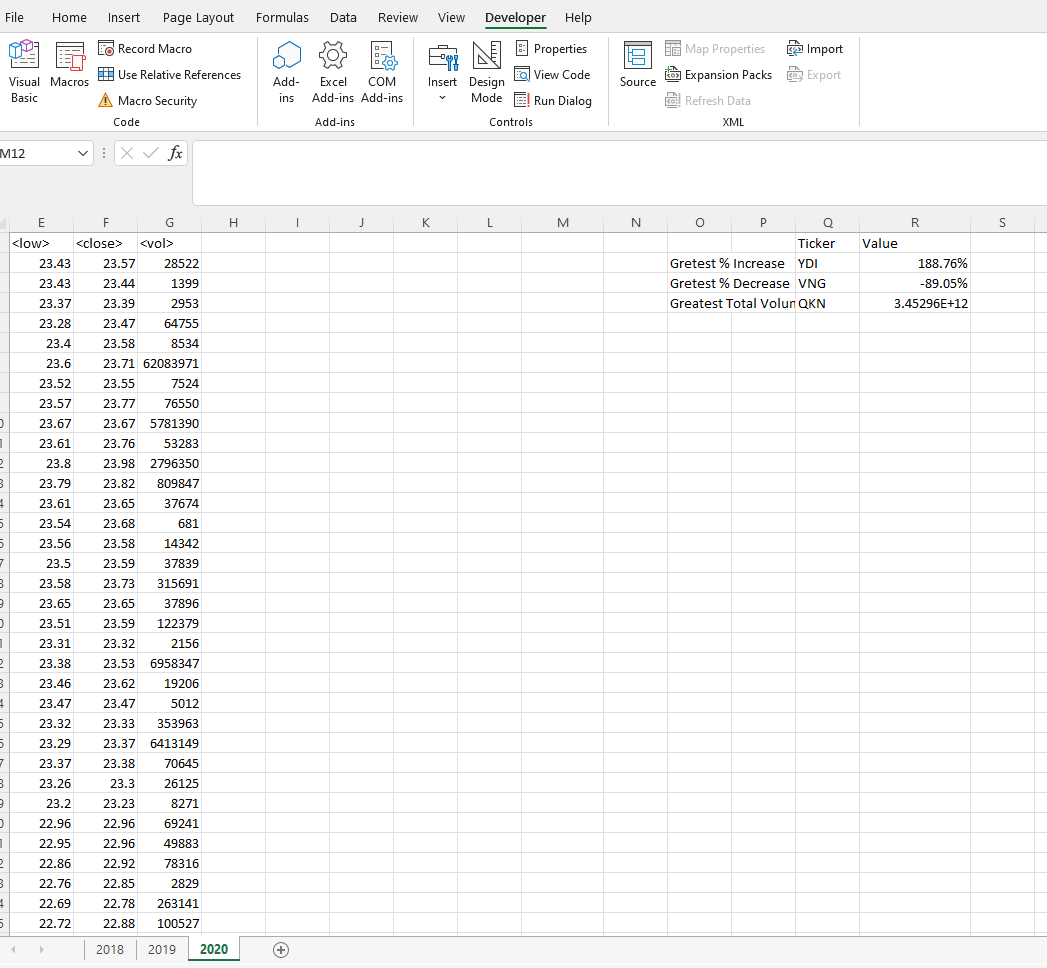 File Home Insert Page Layout Formulas Data Review View Developer Help
Visual Basic
Macros
Record Macro
Use Relative References
Macro Security
Code
Add-ins
Excel Add-ins
COM Add-ins
Add-ins
Insert
Design Mode
Properties
View Code
Run Dialog
Controls
Source
Map Properties
Expansion Packs
Refresh Data
Import
Export
XML
M12 fx
E F G H I J K L M N O P Q R S
<low> <close> <vol> Ticker Value
23.43 23.57 28522 Gretest % Increase YDI 188.76%
23.43 23.44 1399 Gretest % Decrease VNG -89.05%
23.37 23.39 2953 Greatest Total Volun QKN 3.45296E+12
23.28 23.47 64755
23.4 23.58 8534
23.6 23.71 62083971
23.52 23.55 7524
23.57 23.77 76550
23.67 23.67 5781390
23.61 23.76 53283
23.8 23.98 2796350
23.79 23.82 809847
23.61 23.65 37674
23.54 23.68 681
23.56 23.58 14342
23.5 23.59 37839
23.58 23.73 315691
23.65 23.65 37896
23.51 23.59 122379
23.31 23.32 2156
23.38 23.53 6958347
23.46 23.62 19206
23.47 23.47 5012
23.32 23.33 353963
23.29 23.37 6413149
23.37 23.38 70645
23.26 23.3 26125
23.2 23.23 8271
22.96 22.96 69241
22.95 22.96 49883
22.86 22.92 78316
22.76 22.85 2829
22.69 22.78 263141
22.72 22.88 100527
2018 2019 2020